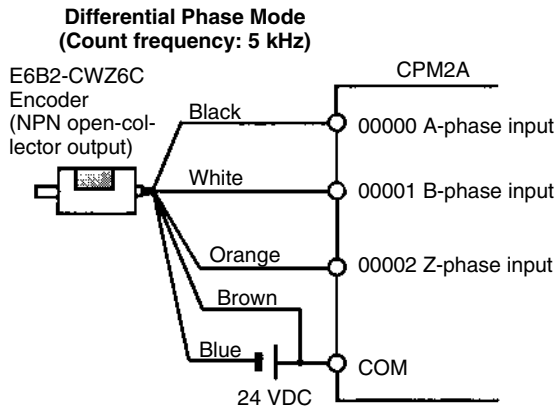 Differential Phase Mode
(Count frequency: 5 kHz)
E6B2-CWZ6C
Encoder
(NPN open-col-
lector output)
CPM2A
Black
00000 A-phase input
White
00001 B-phase input
Orange
00002 Z-phase input
Brown
Blue
COM
24 VDC